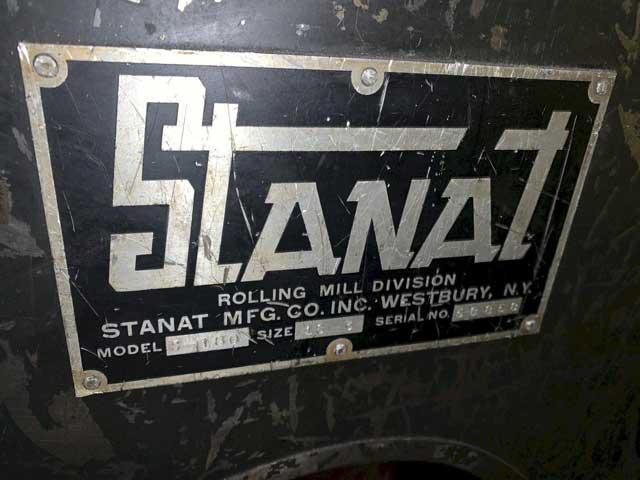 STANAT
ROLLING MILL DIVISION
STANAT MFG. CO. INC. WESTBURY, N.Y.
MODEL SIZE SERIAL NO.